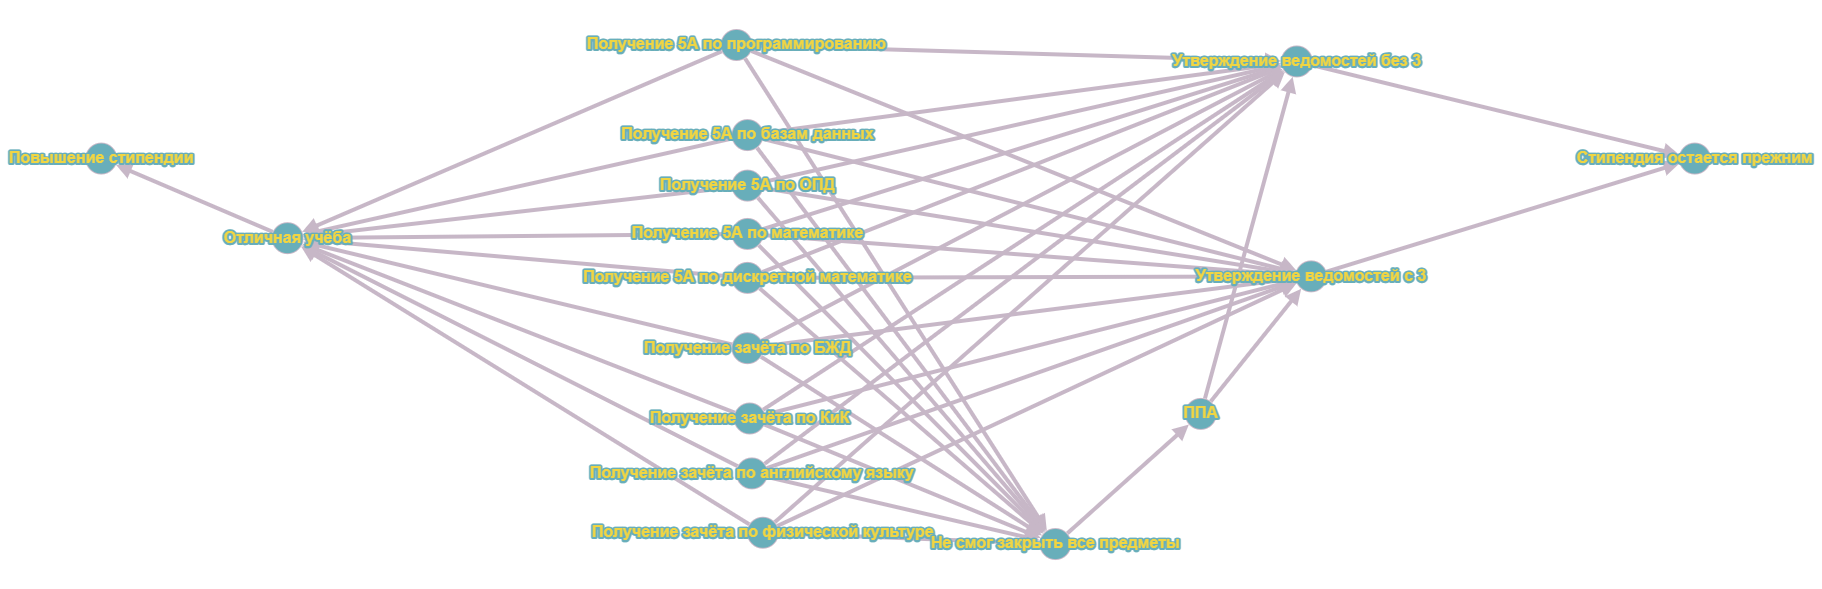 Получение 5А по программированию
Утверждение ведомостей без 3
Получение 5А по базам данных
Повышение стипендии
Стипендия остается прежним
Получение 5А по ОПД
Получение 5А по математике
Отличная учёба
Получение 5А по дискретной математике
Утверждение ведомостей с 3
Получение зачёта по БЖД
ППА
Получение зачёта по КиК
Получение зачёта по английскому языку
Получение зачёта по физической культуре
Не смог закрыть все предметы